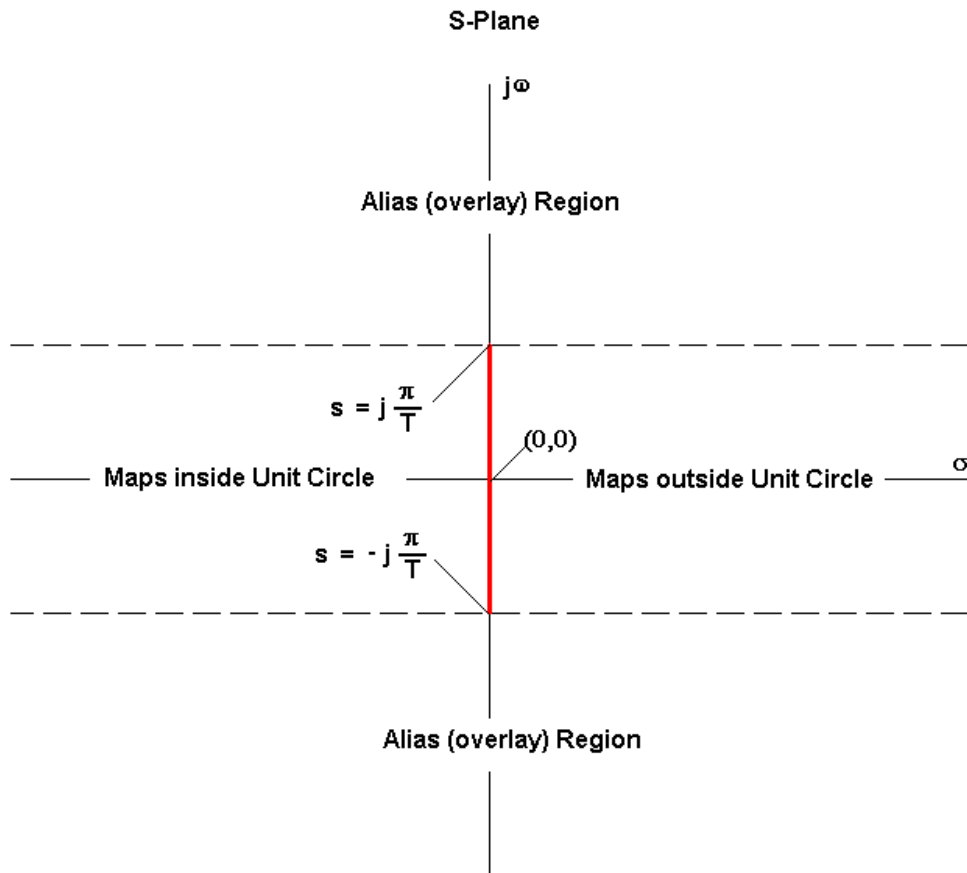 S-Plane
jω
Alias (overlay) Region
s = j π/T
(0,0)
Maps inside Unit Circle
Maps outside Unit Circle
σ
s = - j π/T
Alias (overlay) Region